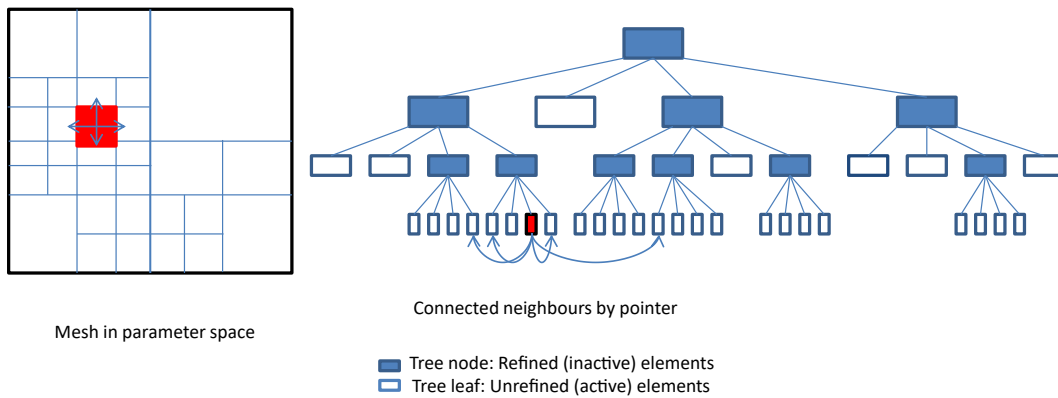 Mesh in parameter space
Connected neighbours by pointer
Tree node: Refined (inactive) elements
Tree leaf: Unrefined (active) elements